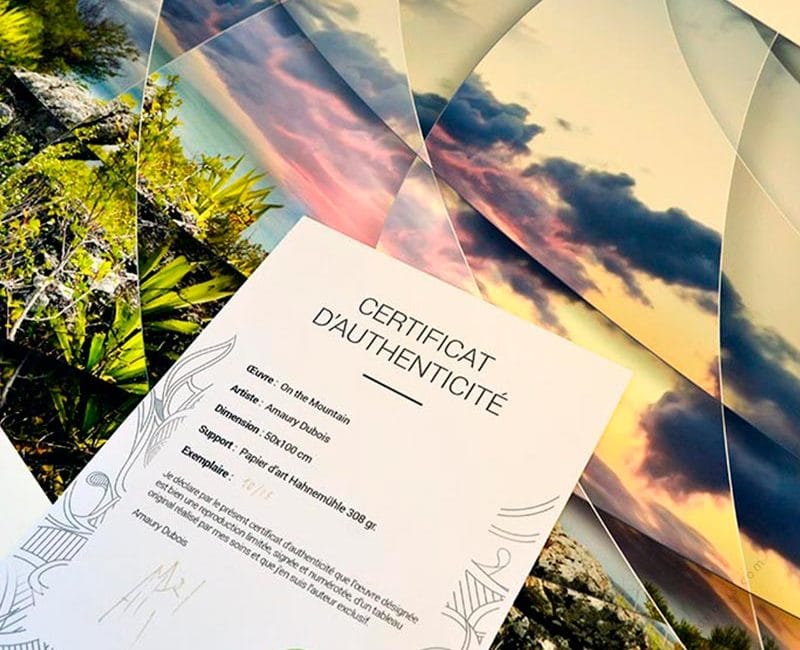 CERTIFICAT
D'AUTHENTICITÉ
Œuvre : On the Mountain
Artiste : Amaury Dubois
Dimension : 50x100 cm
Support : Papier d'art Hahnemühle 308 gr.
Exemplaire : 10/25
Je déclare par le présent certificat d'authenticité que l'œuvre désignée
est bien une reproduction limitée, signée et numérotée, d'un tableau
original réalisé par mes soins et que j'en suis l'auteur exclusif.
Amaury Dubois